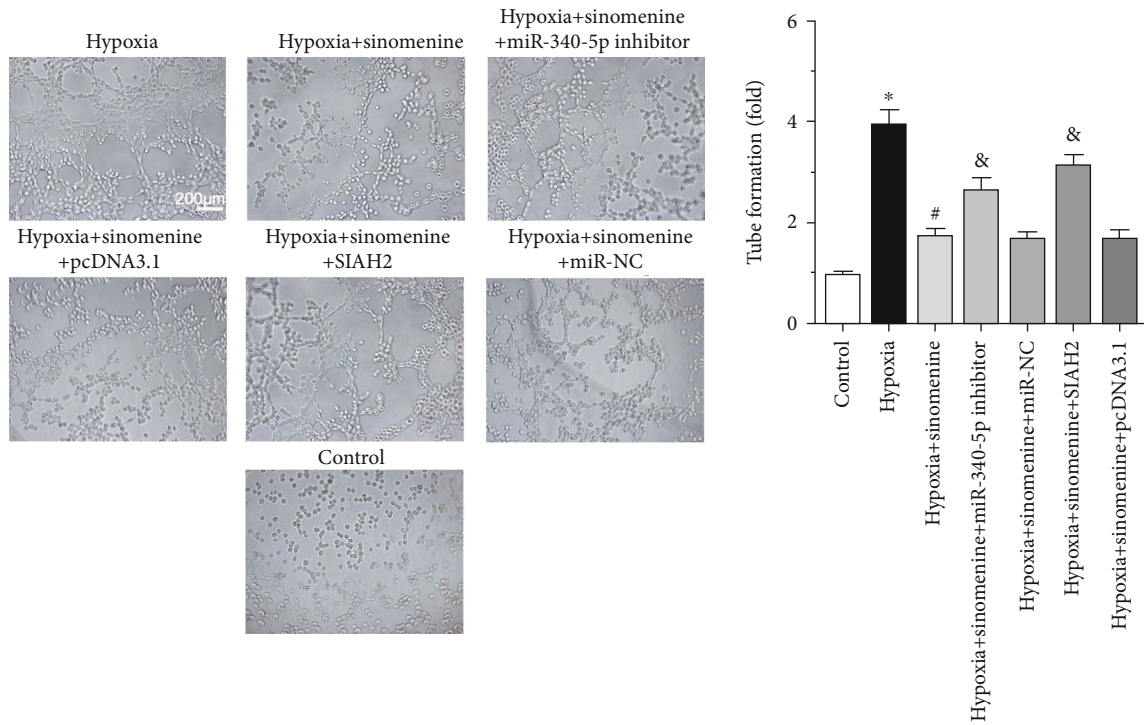 Hypoxia
Hypoxia+sinomenine
Hypoxia+sinomenine
+miR-340-5p inhibitor
200μm
Hypoxia+sinomenine
+pcDNA3.1
Hypoxia+sinomenine
+SIAH2
Hypoxia+sinomenine
+miR-NC
Control
Tube formation (fold)
6
4
2
0
*
#
&
&
Control
Hypoxia
Hypoxia+sinomenine
Hypoxia+sinomenine+miR-340-5p inhibitor
Hypoxia+sinomenine+miR-NC
Hypoxia+sinomenine+SIAH2
Hypoxia+sinomenine+pcDNA3.1